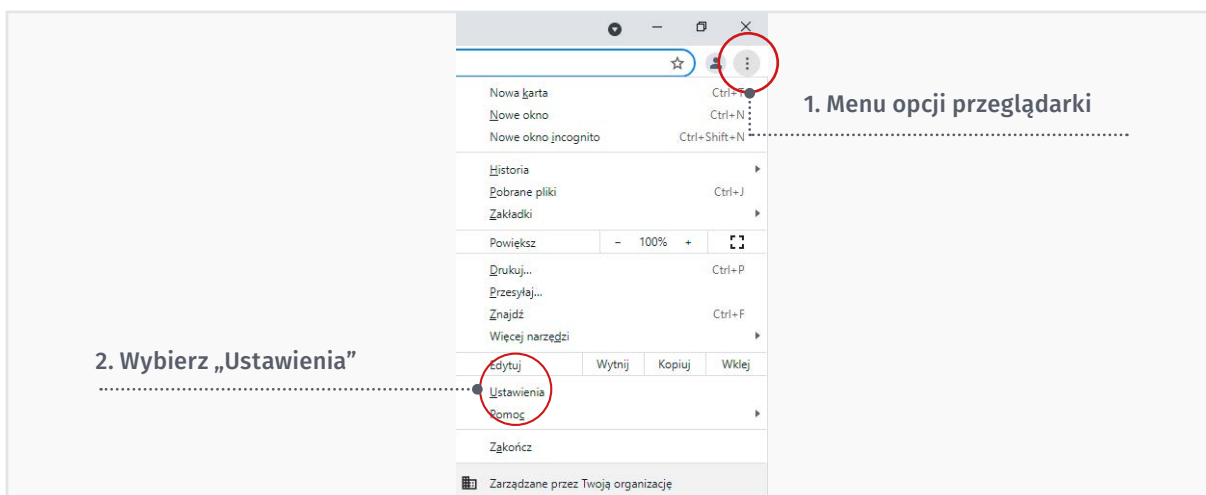 1. Menu opcji przeglądarki
Nowa karta Ctrl+T
Nowe okno Ctrl+N
Nowe okno incognito Ctrl+Shift+N
Historia
Pobrane pliki Ctrl+J
Zakładki
Powiększ - 100% +
Drukuj... Ctrl+P
Przesyłaj...
Znajdź Ctrl+F
Więcej narzędzi
2. Wybierz „Ustawienia”
Edytuj Wytnij Kopiuj Wklej
Ustawienia
Pomoc
Zakończ
Zarządzane przez Twoją organizację